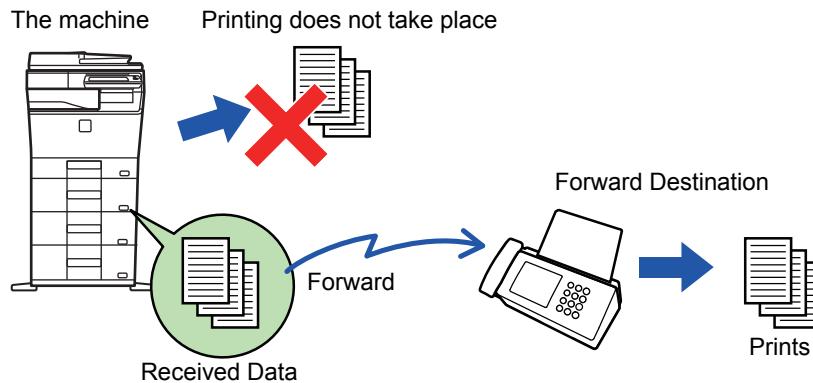 The machine
Printing does not take place
Forward Destination
Forward
Prints
Received Data